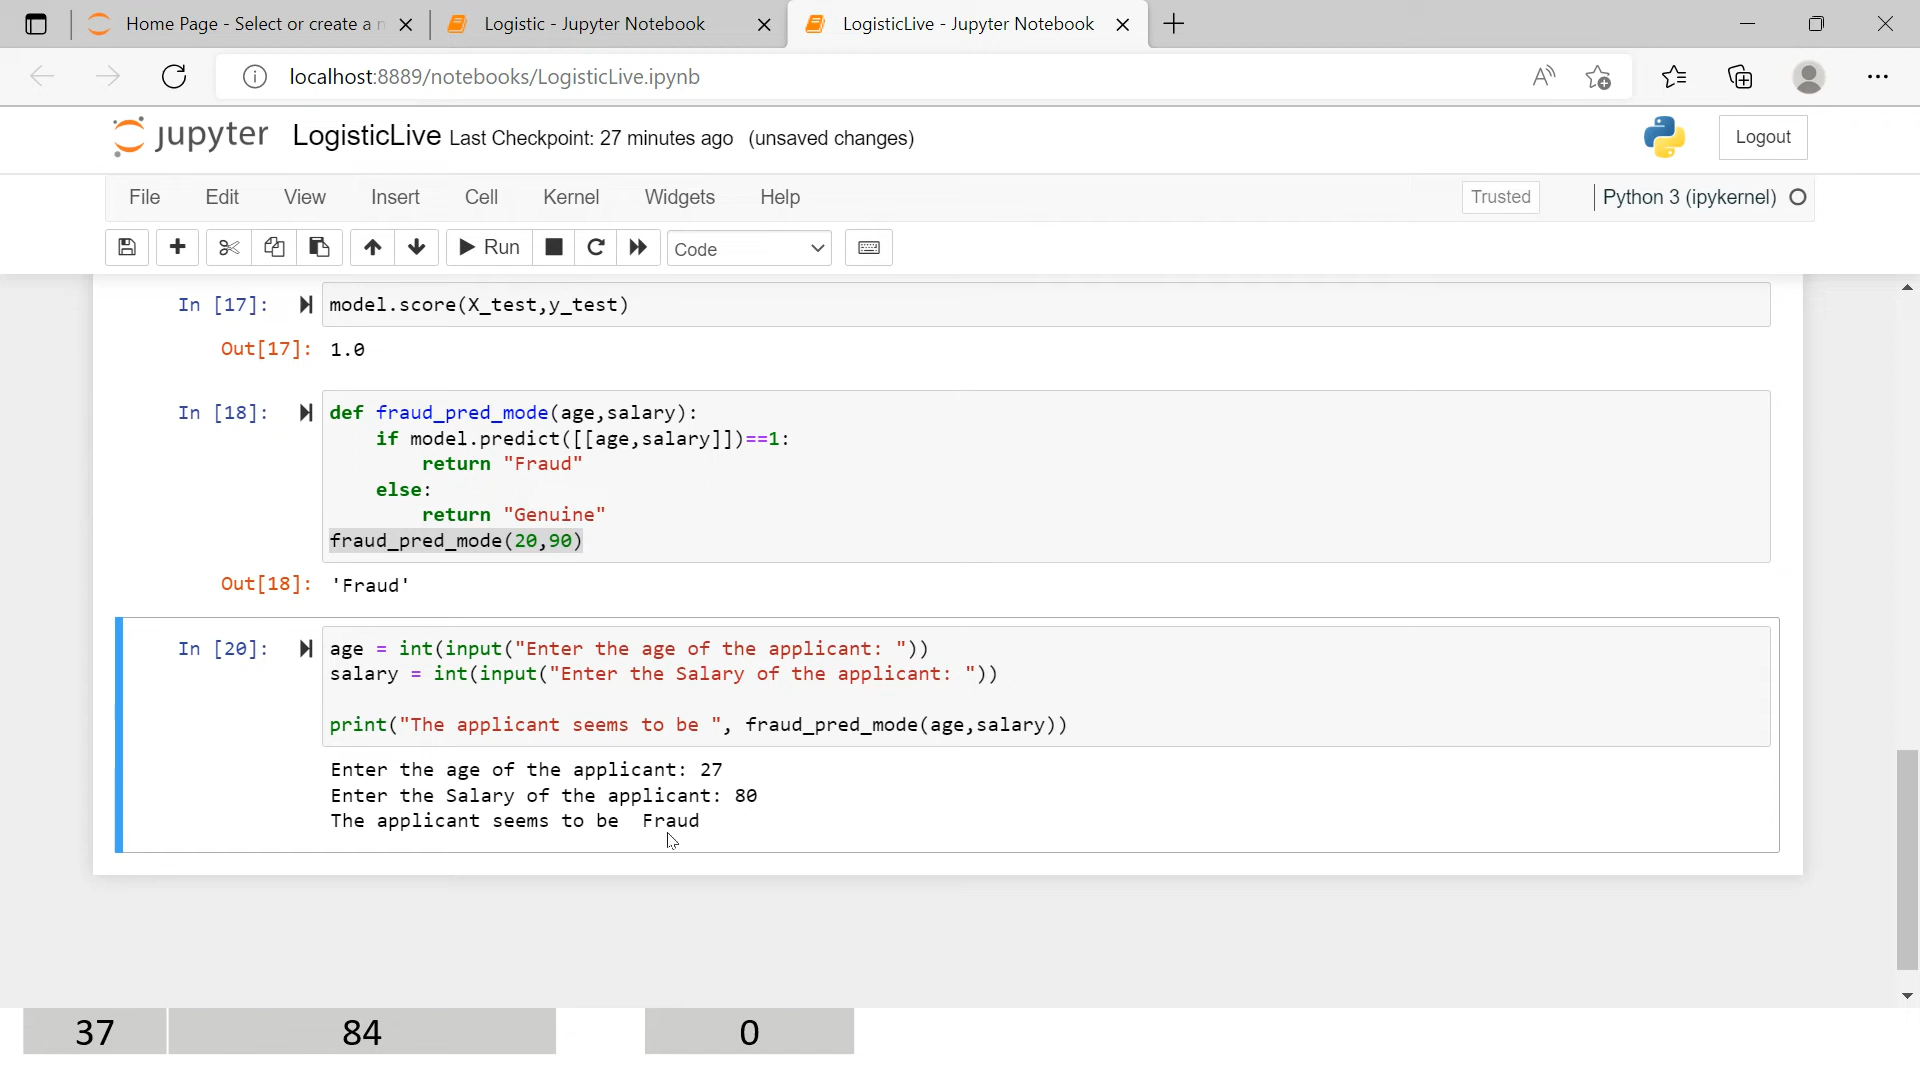 Home Page - Select or create a n
Logistic - Jupyter Notebook
LogisticLive - Jupyter Notebook
localhost:8889/notebooks/LogisticLive.ipynb
jupyter LogisticLive Last Checkpoint: 27 minutes ago (unsaved changes)
Logout
File Edit View Insert Cell Kernel Widgets Help Trusted Python 3 (ipykernel)
Run Code
In [17]: model.score(X_test,y_test)
Out[17]: 1.0
In [18]: def fraud_pred_mode(age,salary):
if model.predict([[age,salary]])==1:
return "Fraud"
else:
return "Genuine"
fraud_pred_mode(20,90)
Out[18]: 'Fraud'
In [20]: age = int(input("Enter the age of the applicant: "))
salary = int(input("Enter the Salary of the applicant: "))
print("The applicant seems to be ", fraud_pred_mode(age,salary))
Enter the age of the applicant: 27
Enter the Salary of the applicant: 80
The applicant seems to be  Fraud
37 84 0